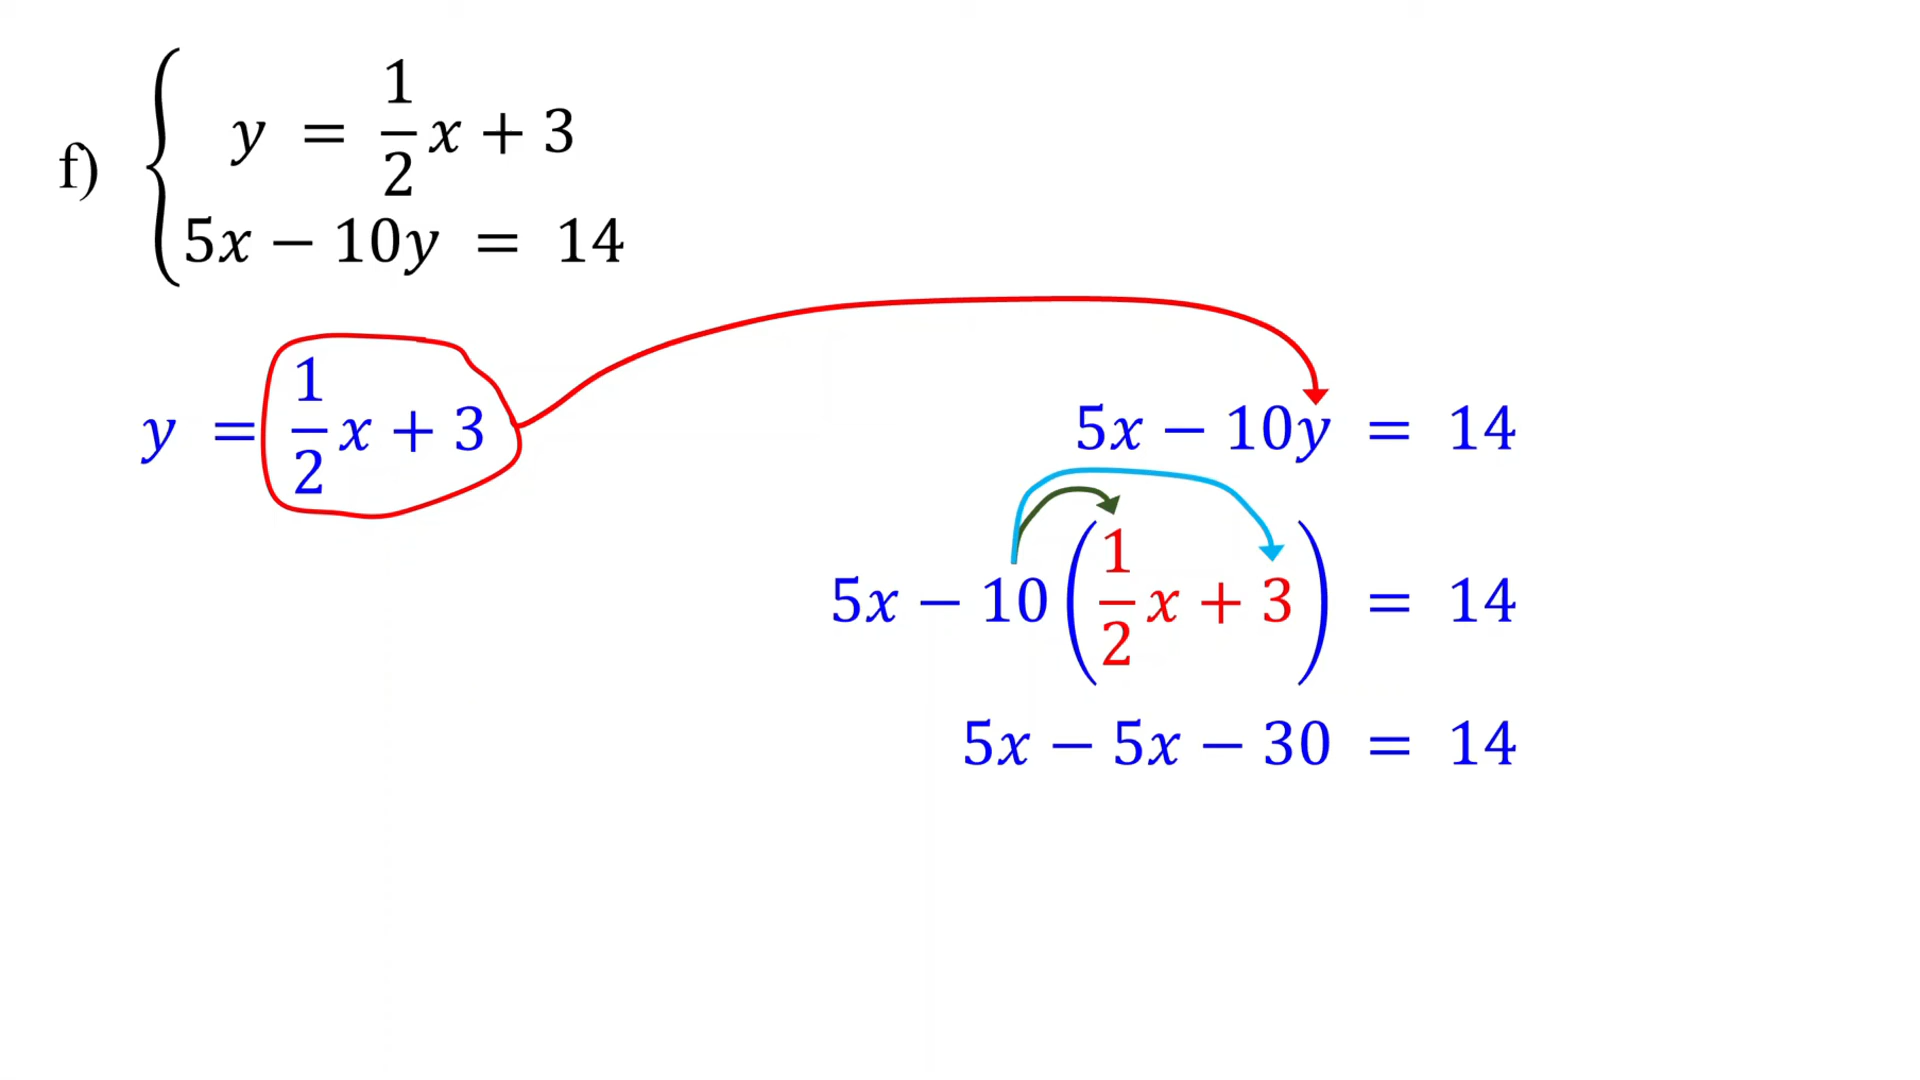 f)
y = 1/2 x + 3
5x − 10y = 14
y = 1/2 x + 3
5x − 10y = 14
5x − 10(1/2 x + 3) = 14
5x − 5x − 30 = 14